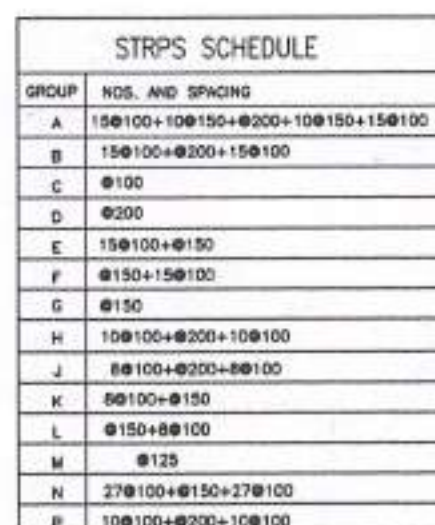 STRPS SCHEDULE
GROUP NOS. AND SPACING
A 15@100+10@150+@200+10@150+15@100
B 15@100+@200+15@100
C @100
D @200
E 15@100+@150
F @150+15@100
G @150
H 10@100+@200+10@100
J 8@100+@200+8@100
K 8@100+@150
L @150+8@100
M @125
N 27@100+@150+27@100
P 10@100+@200+10@100